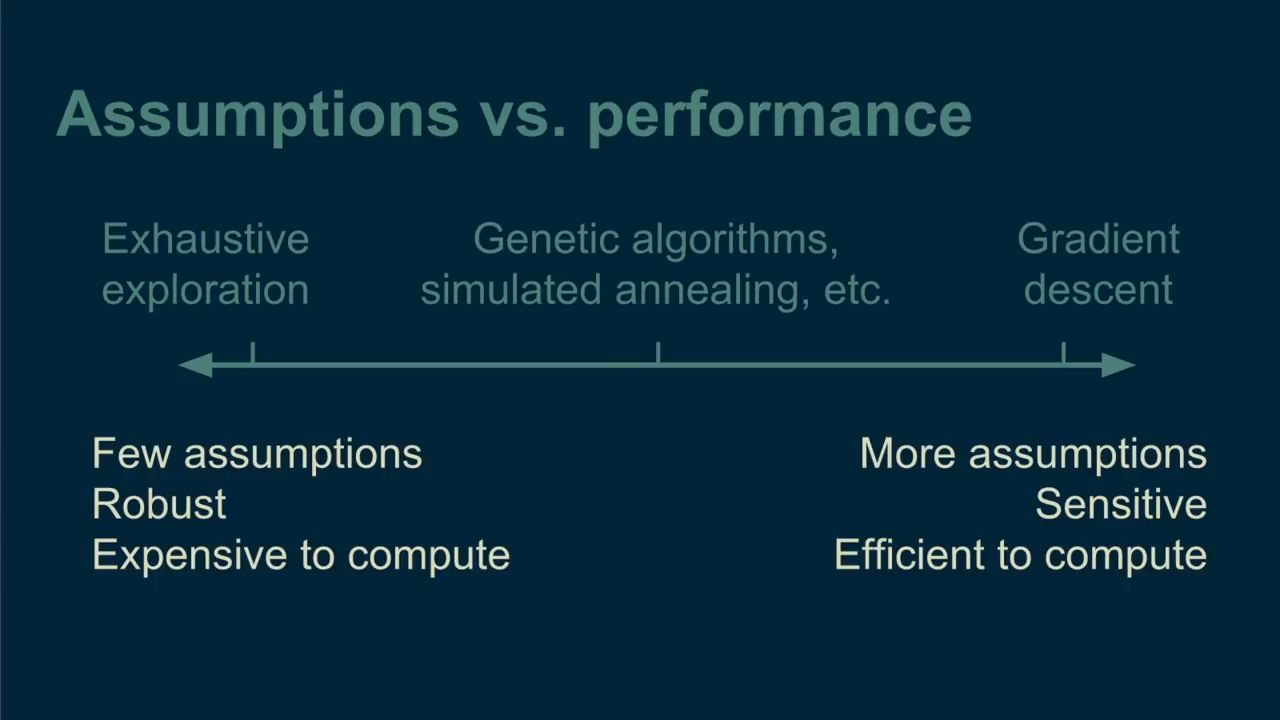 Assumptions vs. performance
Exhaustive
exploration
Genetic algorithms,
simulated annealing, etc.
Gradient
descent
Few assumptions
Robust
Expensive to compute
More assumptions
Sensitive
Efficient to compute